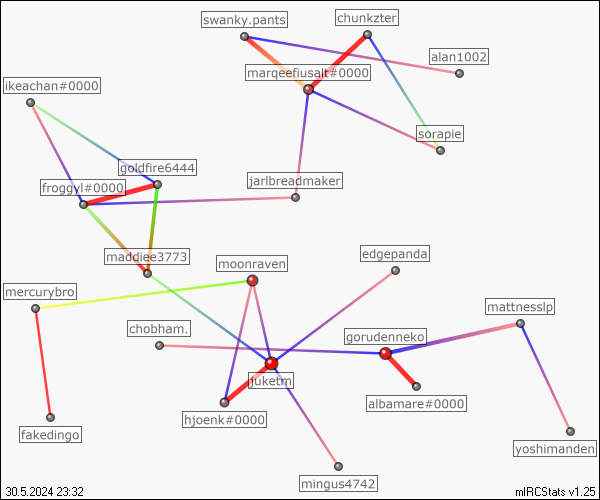 swanky.pants
chunkzter
alan1002
marqeefiusalt#0000
ikeachan#0000
sorapie
goldfire6444
froggyl#0000
jarlbreadmaker
edgepanda
maddiee3773
moonraven
mercurybro
mattnesslp
chobham.
gorudenneko
juketm
albamare#0000
hjoenk#0000
fakedingo
yoshimanden
mingus4742
30.5.2024 23:32
mIRCStats v1.25